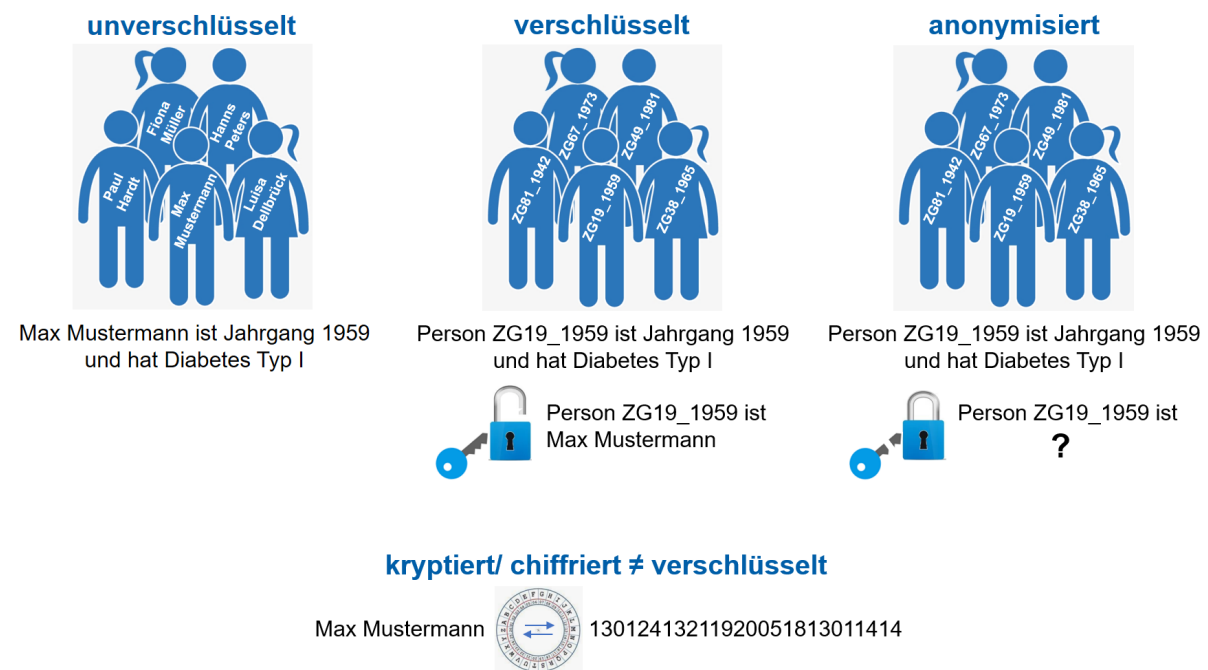 unverschlüsselt
Fiona
Müller
Hanns
Peters
Paul
Hardt
Max
Mustermann
Luisa
Dellbrück
Max Mustermann ist Jahrgang 1959
und hat Diabetes Typ I
verschlüsselt
ZG67_1973
ZG49_1981
ZG81_1942
ZG19_1959
ZG38_1965
Person ZG19_1959 ist Jahrgang 1959
und hat Diabetes Typ I
Person ZG19_1959 ist
Max Mustermann
anonymisiert
ZG67_1973
ZG49_1981
ZG81_1942
ZG19_1959
ZG38_1965
Person ZG19_1959 ist Jahrgang 1959
und hat Diabetes Typ I
Person ZG19_1959 ist
?
kryptiert/ chiffriert ≠ verschlüsselt
Max Mustermann
13012413211920051813011414